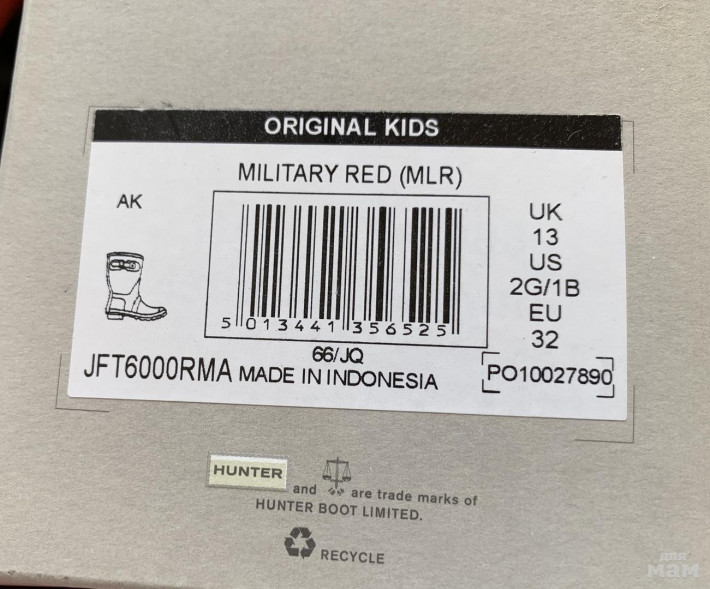 ORIGINAL KIDS
MILITARY RED (MLR)
AK
UK
13
US
2G/1B
EU
32
5 013441 356525
66/JQ
JFT6000RMA MADE IN INDONESIA
PO10027890
HUNTER and are trade marks of
HUNTER BOOT LIMITED.
RECYCLE
для
мам